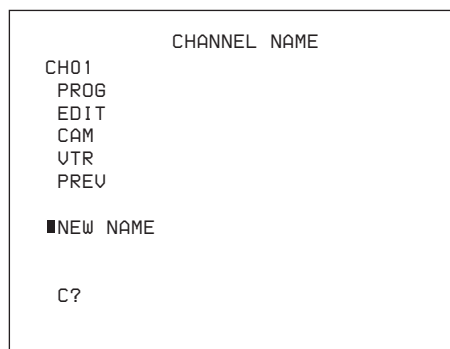 CHANNEL NAME
CH01
PROG
EDIT
CAM
VTR
PREV
NEW NAME
C?